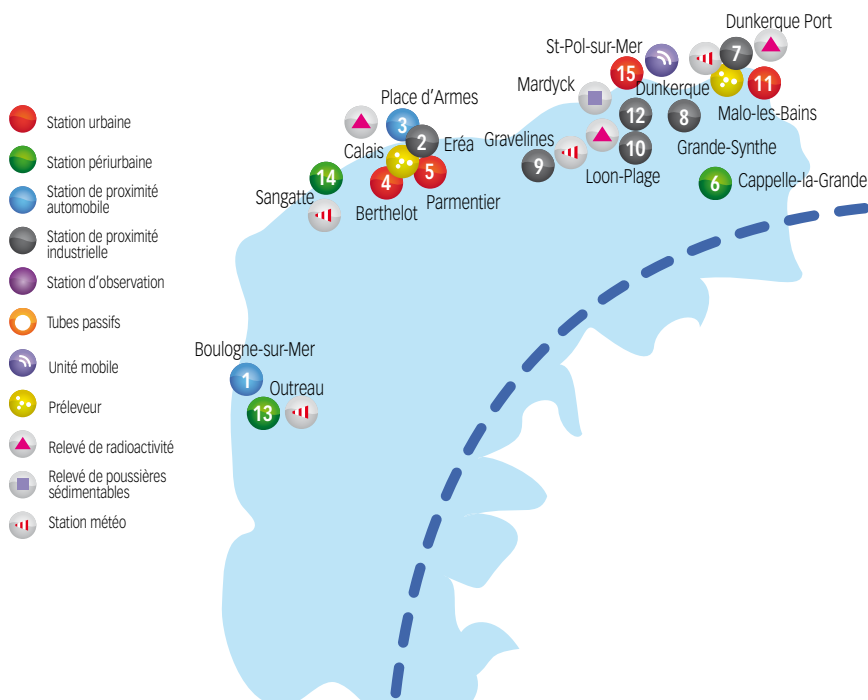 Station urbaine
Station périurbaine
Station de proximité
automobile
Station de proximité
industrielle
Station d'observation
Tubes passifs
Unité mobile
Préleveur
Relevé de radioactivité
Relevé de poussières
sédimentables
Station météo
Dunkerque Port
St-Pol-sur-Mer
7
15
Mardyck
Dunkerque
11
Place d'Armes
3
12
8
Malo-les-Bains
2
Eréa
Gravelines
Calais
10
Grande-Synthe
9
Loon-Plage
14
4
5
6
Cappelle-la-Grande
Sangatte
Berthelot
Parmentier
Boulogne-sur-Mer
1
Outreau
13